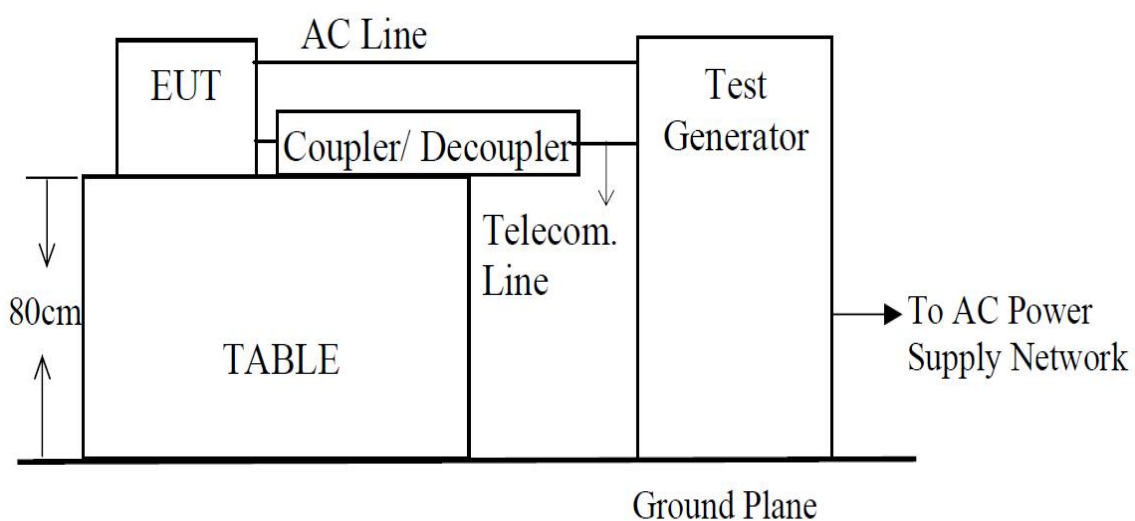 AC Line
EUT
Test
Generator
Coupler/ Decoupler
Telecom.
Line
80cm
TABLE
To AC Power
Supply Network
Ground Plane